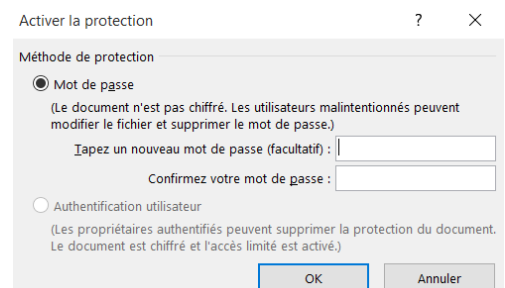 Activer la protection ? ×
Méthode de protection
Mot de passe
(Le document n'est pas chiffré. Les utilisateurs malintentionnés peuvent
modifier le fichier et supprimer le mot de passe.)
Tapez un nouveau mot de passe (facultatif) :
Confirmez votre mot de passe :
Authentification utilisateur
(Les propriétaires authentifiés peuvent supprimer la protection du document.
Le document est chiffré et l'accès limité est activé.)
OK Annuler